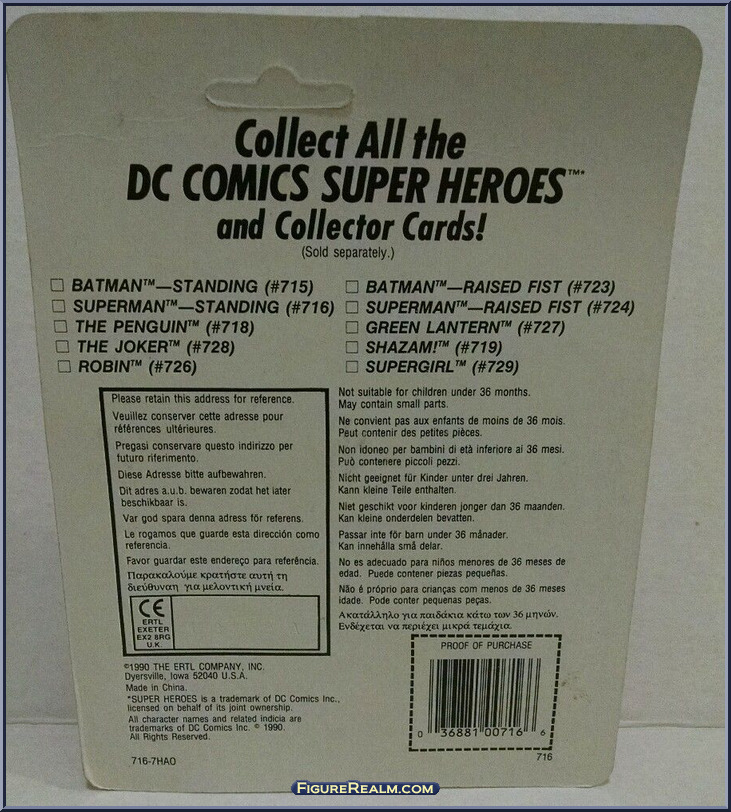 Collect All the
DC COMICS SUPER HEROES™*
and Collector Cards!
(Sold separately.)
☐ BATMAN™—STANDING (#715)
☐ SUPERMAN™—STANDING (#716)
☐ THE PENGUIN™ (#718)
☐ THE JOKER™ (#728)
☐ ROBIN™ (#726)
☐ BATMAN™—RAISED FIST (#723)
☐ SUPERMAN™—RAISED FIST (#724)
☐ GREEN LANTERN™ (#727)
☐ SHAZAM!™ (#719)
☐ SUPERGIRL™ (#729)
Please retain this address for reference.
Veuillez conserver cette adresse pour
références ultérieures.
Pregasi conservare questo indirizzo per
futuro riferimento.
Diese Adresse bitte aufbewahren.
Dit adres a.u.b. bewaren zodat het later
beschikbaar is.
Var god spara denna adress för referens.
Le rogamos que guarde esta dirección como
referencia.
Favor guardar este endereço para referência.
Παρακαλούμε κρατήστε αυτή τη
διεύθυναη για μελοντική μνεία.
CE
ERTL
EXETER
EX2 8RG
U.K.
Not suitable for children under 36 months.
May contain small parts.
Ne convient pas aux enfants de moins de 36 mois.
Peut contenir des petites pièces.
Non idoneo per bambini di età inferiore ai 36 mesi.
Può contenere piccoli pezzi.
Nicht geeignet für Kinder unter drei Jahren.
Kann kleine Teile enthalten.
Niet geschikt voor kinderen jonger dan 36 maanden.
Kan kleine onderdelen bevatten.
Passar inte för barn under 36 månader.
Kan innehålla små delar.
No es adecuado para niños menores de 36 meses de
edad. Puede contener piezas pequeñas.
Não é próprio para crianças com menos de 36 meses
idade. Pode conter pequenas peças.
Ακατάλληλο για παιδάκια κάτω των 36 μηνών.
Ενδέχεται να περιέχει μικρά τεμάχια.
©1990 THE ERTL COMPANY, INC.
Dyersville, Iowa 52040 U.S.A.
Made in China.
*SUPER HEROES is a trademark of DC Comics Inc.,
licensed on behalf of its joint ownership.
All character names and related indicia are
trademarks of DC Comics Inc. © 1990.
All Rights Reserved.
716-7HAO
PROOF OF PURCHASE
0 36881 00716 6
716
FIGUREREALM.COM